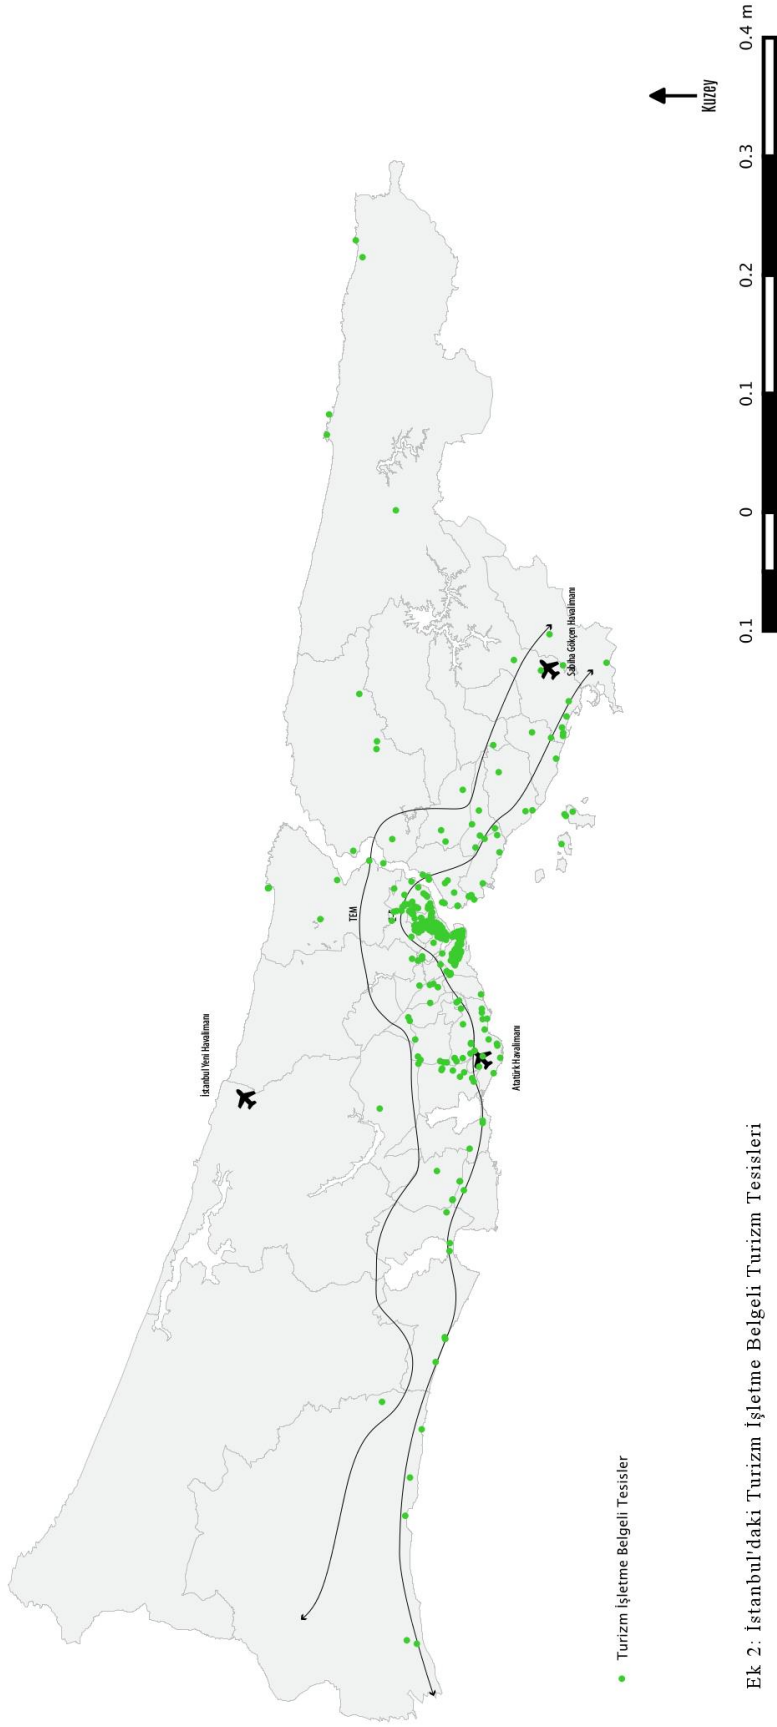 İstanbul Yeni Havalimanı
TEM
Atatürk Havalimanı
Sabiha Gökçen Havalimanı
Kuzey
Turizm İşletme Belgeli Tesisler
0.1 0 0.1 0.2 0.3 0.4 m
Ek 2: İstanbul'daki Turizm İşletme Belgeli Turizm Tesisleri